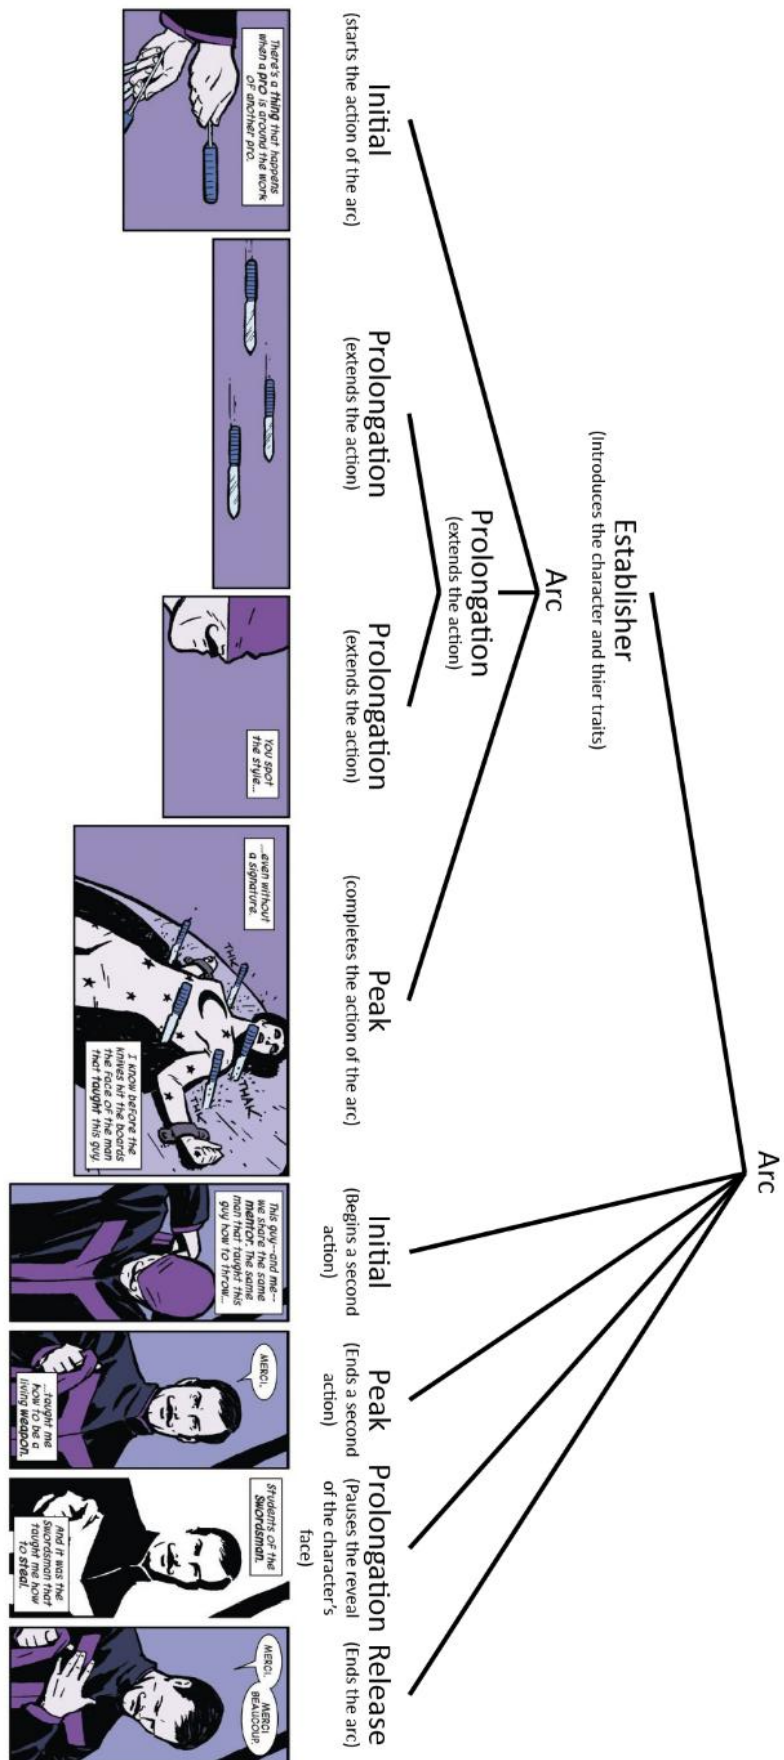 Arc
Establisher
(Introduces the character and thier traits)
Arc
Prolongation
(extends the action)
Initial
(starts the action of the arc)
Prolongation
(extends the action)
Prolongation
(extends the action)
Peak
(completes the action of the arc)
Initial
(Begins a second
action)
Peak
(Ends a second
action)
Prolongation
(Pauses the reveal
of the character's
face)
Release
(Ends the arc)
There's a thing that happens
when a pro is around the work
of another pro.
You spot
the style...
...even without
a signature.
THK
THAK
THK
I know before the
knives hit the boards
the face of the man
that taught this guy.
This guy--and me--
we share the same
mentor. The same
man that taught this
guy how to throw...
MERCI.
...taught me
how to be a
living weapon.
Students of the
Swordsman.
And it was the
Swordsman that
taught me how
to steal.
MERCI.
MERCI
BEAUCOUP.